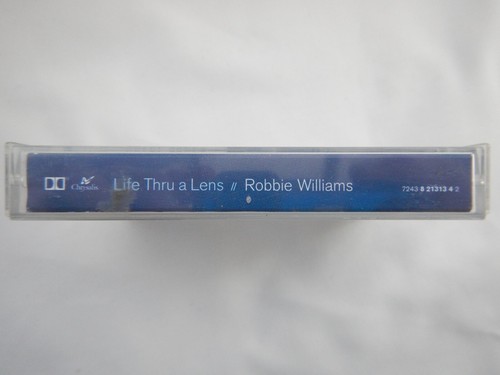 Chrysalis Life Thru a Lens // Robbie Williams 7243 8 21313 4 2